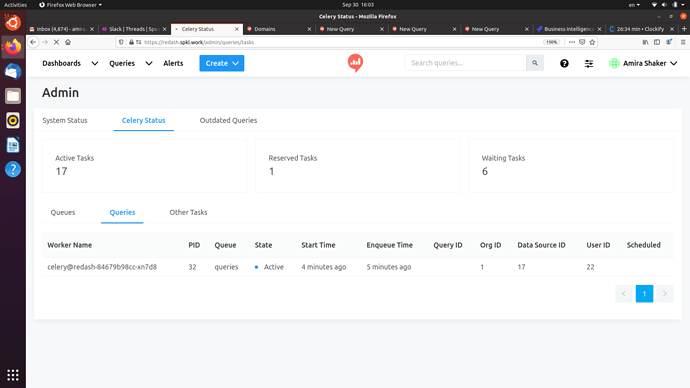 Activities
Firefox Web Browser
Sep 30 16:03
en
Celery Status - Mozilla Firefox
Inbox (4,874) - amira
Slack | Threads | Spe
Celery Status
Domains
New Query
New Query
New Query
Business Intelligence
26:34 min • Clockify
https://redash.spkl.work/admin/queries/tasks
150%
Dashboards
Queries
Alerts
Create
Search queries...
Amira Shaker
Admin
System Status
Celery Status
Outdated Queries
Active Tasks
17
Reserved Tasks
1
Waiting Tasks
6
Queues
Queries
Other Tasks
Worker Name PID Queue State Start Time Enqueue Time Query ID Org ID Data Source ID User ID Scheduled
celery@redash-84679b98cc-xn7d8 32 queries Active 4 minutes ago 5 minutes ago 1 17 22
1